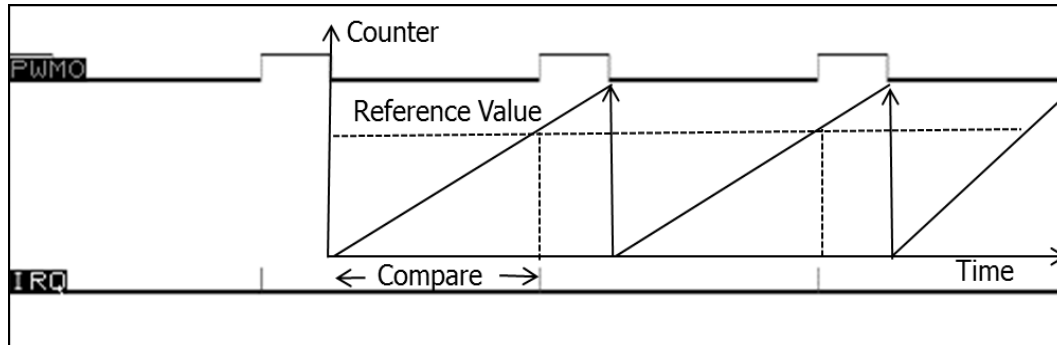 Counter
PWMO
Reference Value
Compare
Time
IRQ